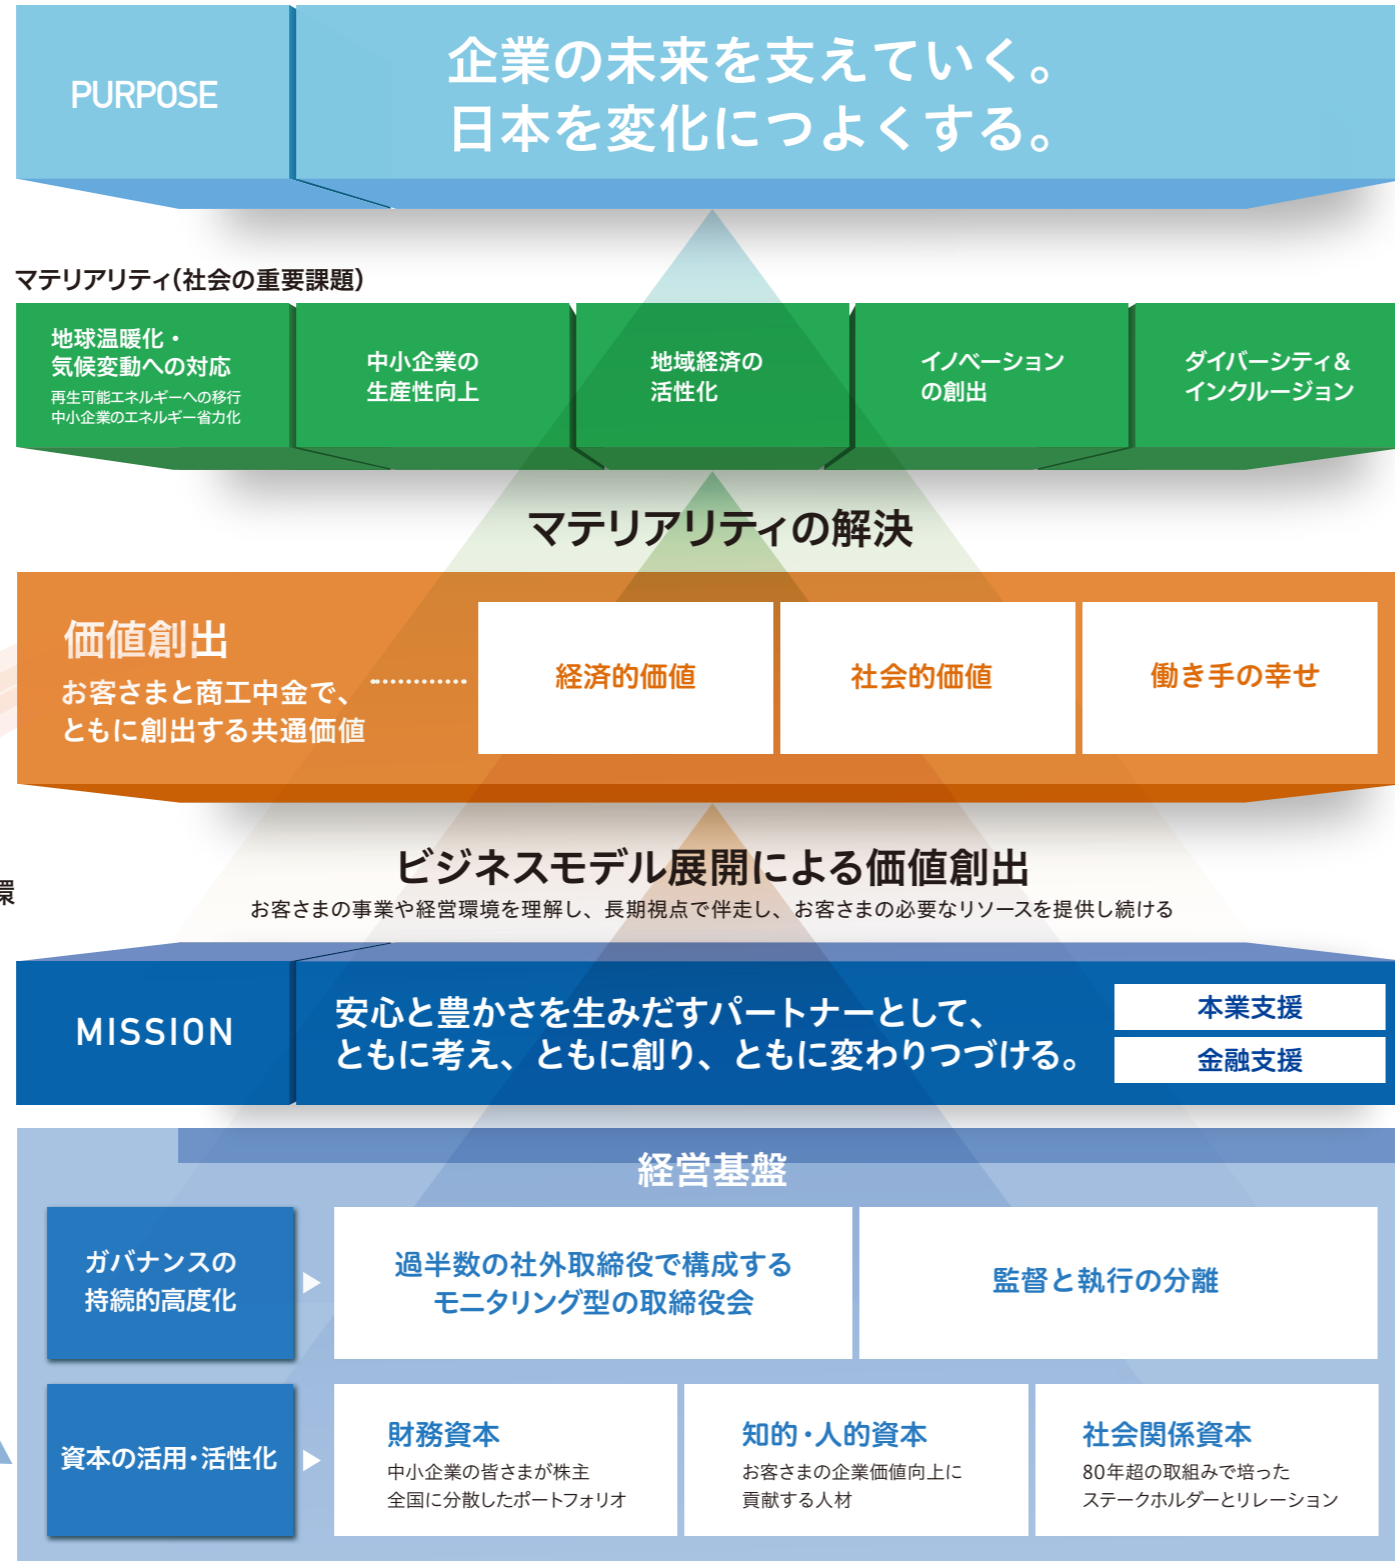 PURPOSE
企業の未来を支えていく。
日本を変化につよくする。
マテリアリティ(社会の重要課題)
地球温暖化・
気候変動への対応
再生可能エネルギーへの移行
中小企業のエネルギー省力化
中小企業の
生産性向上
地域経済の
活性化
イノベーション
の創出
ダイバーシティ&
インクルージョン
マテリアリティの解決
価値創出
お客さまと商工中金で、
ともに創出する共通価値
経済的価値
社会的価値
働き手の幸せ
ビジネスモデル展開による価値創出
環
お客さまの事業や経営環境を理解し、長期視点で伴走し、お客さまの必要なリソースを提供し続ける
MISSION
安心と豊かさを生みだすパートナーとして、
ともに考え、ともに創り、ともに変わりつづける。
本業支援
金融支援
経営基盤
ガバナンスの
持続的高度化
過半数の社外取締役で構成する
モニタリング型の取締役会
監督と執行の分離
資本の活用・活性化
財務資本
中小企業の皆さまが株主
全国に分散したポートフォリオ
知的・人的資本
お客さまの企業価値向上に
貢献する人材
社会関係資本
80年超の取組みで培った
ステークホルダーとリレーション